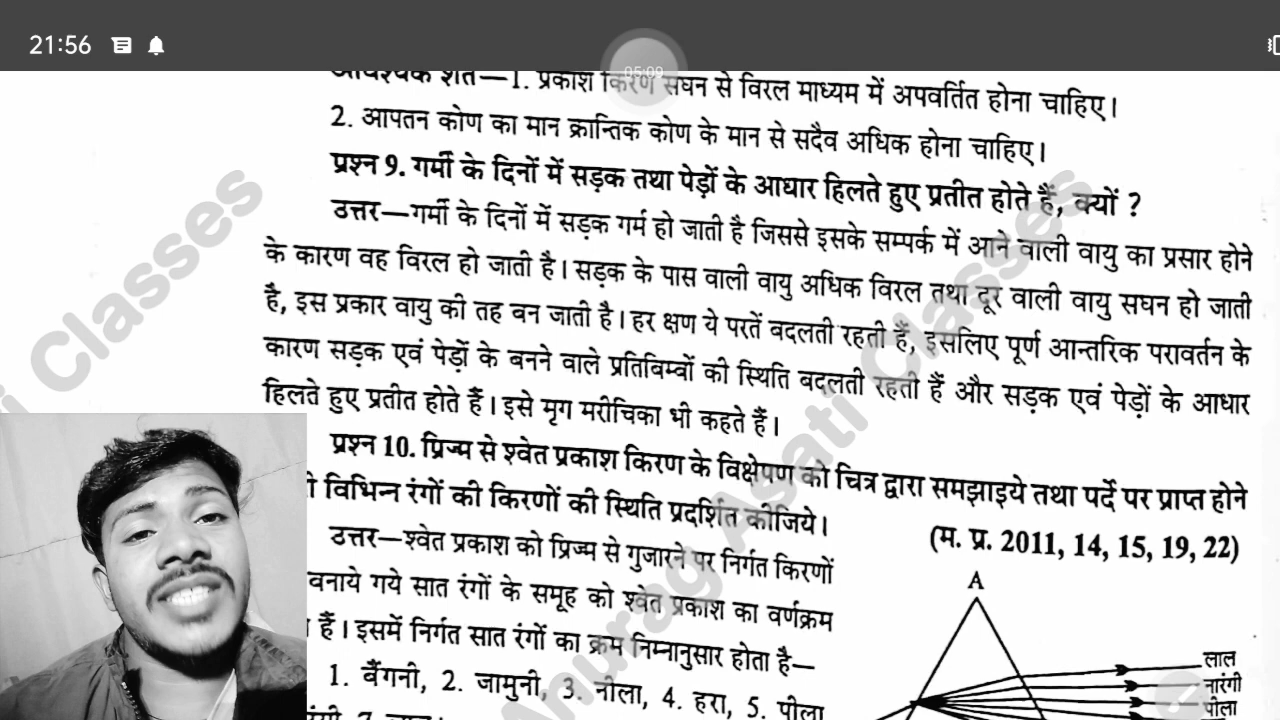 21:56
05:09
आवश्यक शर्त—1. प्रकाश किरण सघन से विरल माध्यम में अपवर्तित होना चाहिए।
2. आपतन कोण का मान क्रान्तिक कोण के मान से सदैव अधिक होना चाहिए।
प्रश्न 9. गर्मी के दिनों में सड़क तथा पेड़ों के आधार हिलते हुए प्रतीत होते हैं, क्यों ?
उत्तर—गर्मी के दिनों में सड़क गर्म हो जाती है जिससे इसके सम्पर्क में आने वाली वायु का प्रसार होने
के कारण वह विरल हो जाती है। सड़क के पास वाली वायु अधिक विरल तथा दूर वाली वायु सघन हो जाती
है, इस प्रकार वायु की तह बन जाती है। हर क्षण ये परतें बदलती रहती हैं, इसलिए पूर्ण आन्तरिक परावर्तन के
कारण सड़क एवं पेड़ों के बनने वाले प्रतिबिम्वों की स्थिति बदलती रहती हैं और सड़क एवं पेड़ों के आधार
हिलते हुए प्रतीत होते हैं। इसे मृग मरीचिका भी कहते हैं।
प्रश्न 10. प्रिज्म से श्वेत प्रकाश किरण के विक्षेपण को चित्र द्वारा समझाइये तथा पर्दे पर प्राप्त होने
विभिन्न रंगों की किरणों की स्थिति प्रदर्शित कीजिये।
(म. प्र. 2011, 14, 15, 19, 22)
उत्तर—श्वेत प्रकाश को प्रिज्म से गुजारने पर निर्गत किरणों
बनाये गये सात रंगों के समूह को श्वेत प्रकाश का वर्णक्रम
हैं। इसमें निर्गत सात रंगों का क्रम निम्नानुसार होता है—
1. बैंगनी, 2. जामुनी, 3. नीला, 4. हरा, 5. पीला
A
लाल
नारंगी
पीला
Classes
Anurag Asati Classes